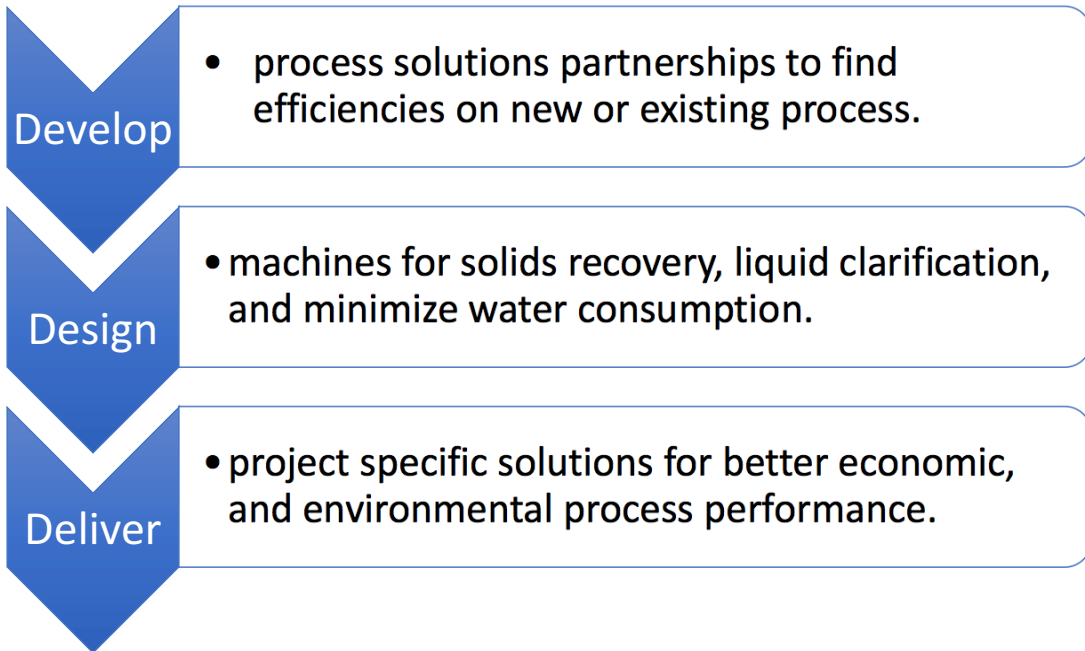 Develop
• process solutions partnerships to find
efficiencies on new or existing process.
Design
• machines for solids recovery, liquid clarification,
and minimize water consumption.
Deliver
• project specific solutions for better economic,
and environmental process performance.